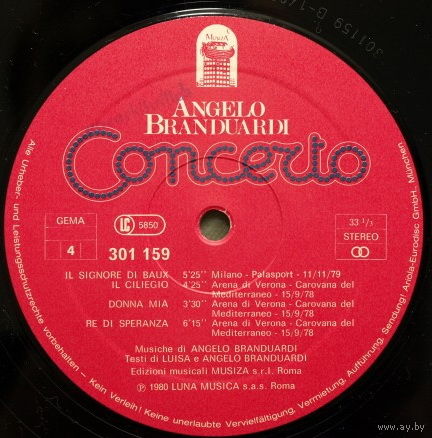 MUSIZA
ANGELO
BRANDUARDI
Concerto
GEMA
LC 5850
33 1/3
4
301 159
STEREO
IL SIGNORE DI BAUX 5'25'' Milano - Palasport - 11/11/79
IL CILIEGIO 4'25'' Arena di Verona - Carovana del
Mediterraneo - 15/9/78
DONNA MIA 3'30'' Arena di Verona - Carovana del
Mediterraneo - 15/9/78
RE DI SPERANZA 6'15'' Arena di Verona - Carovana del
Mediterraneo - 15/9/78
Musiche di ANGELO BRANDUARDI
Testi di LUISA e ANGELO BRANDUARDI
Edizioni musicali MUSIZA s.r.l. Roma
℗ 1980 LUNA MUSICA s.a.s. Roma
Alle Urheber- und Leistungsschutzrechte vorbehalten – Kein Verleih! Keine unerlaubte Vervielfältigung, Vermietung, Aufführung, Sendung! Ariola-Eurodisc GmbH, München
www.ay.by